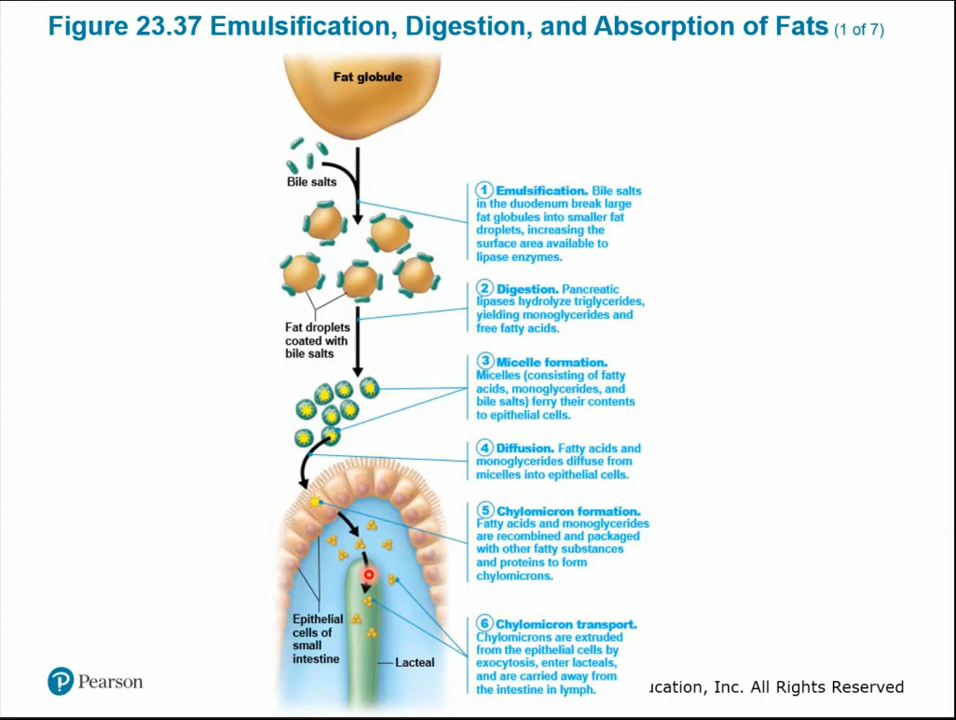 Figure 23.37 Emulsification, Digestion, and Absorption of Fats (1 of 7)
Fat globule
Bile salts
① Emulsification. Bile salts
in the duodenum break large
fat globules into smaller fat
droplets, increasing the
surface area available to
lipase enzymes.
② Digestion. Pancreatic
lipases hydrolyze triglycerides,
yielding monoglycerides and
free fatty acids.
Fat droplets
coated with
bile salts
③ Micelle formation.
Micelles (consisting of fatty
acids, monoglycerides, and
bile salts) ferry their contents
to epithelial cells.
④ Diffusion. Fatty acids and
monoglycerides diffuse from
micelles into epithelial cells.
⑤ Chylomicron formation.
Fatty acids and monoglycerides
are recombined and packaged
with other fatty substances
and proteins to form
chylomicrons.
Epithelial
cells of
small
intestine
Lacteal
⑥ Chylomicron transport.
Chylomicrons are extruded
from the epithelial cells by
exocytosis, enter lacteals,
and are carried away from
the intestine in lymph.
P Pearson
ucation, Inc. All Rights Reserved